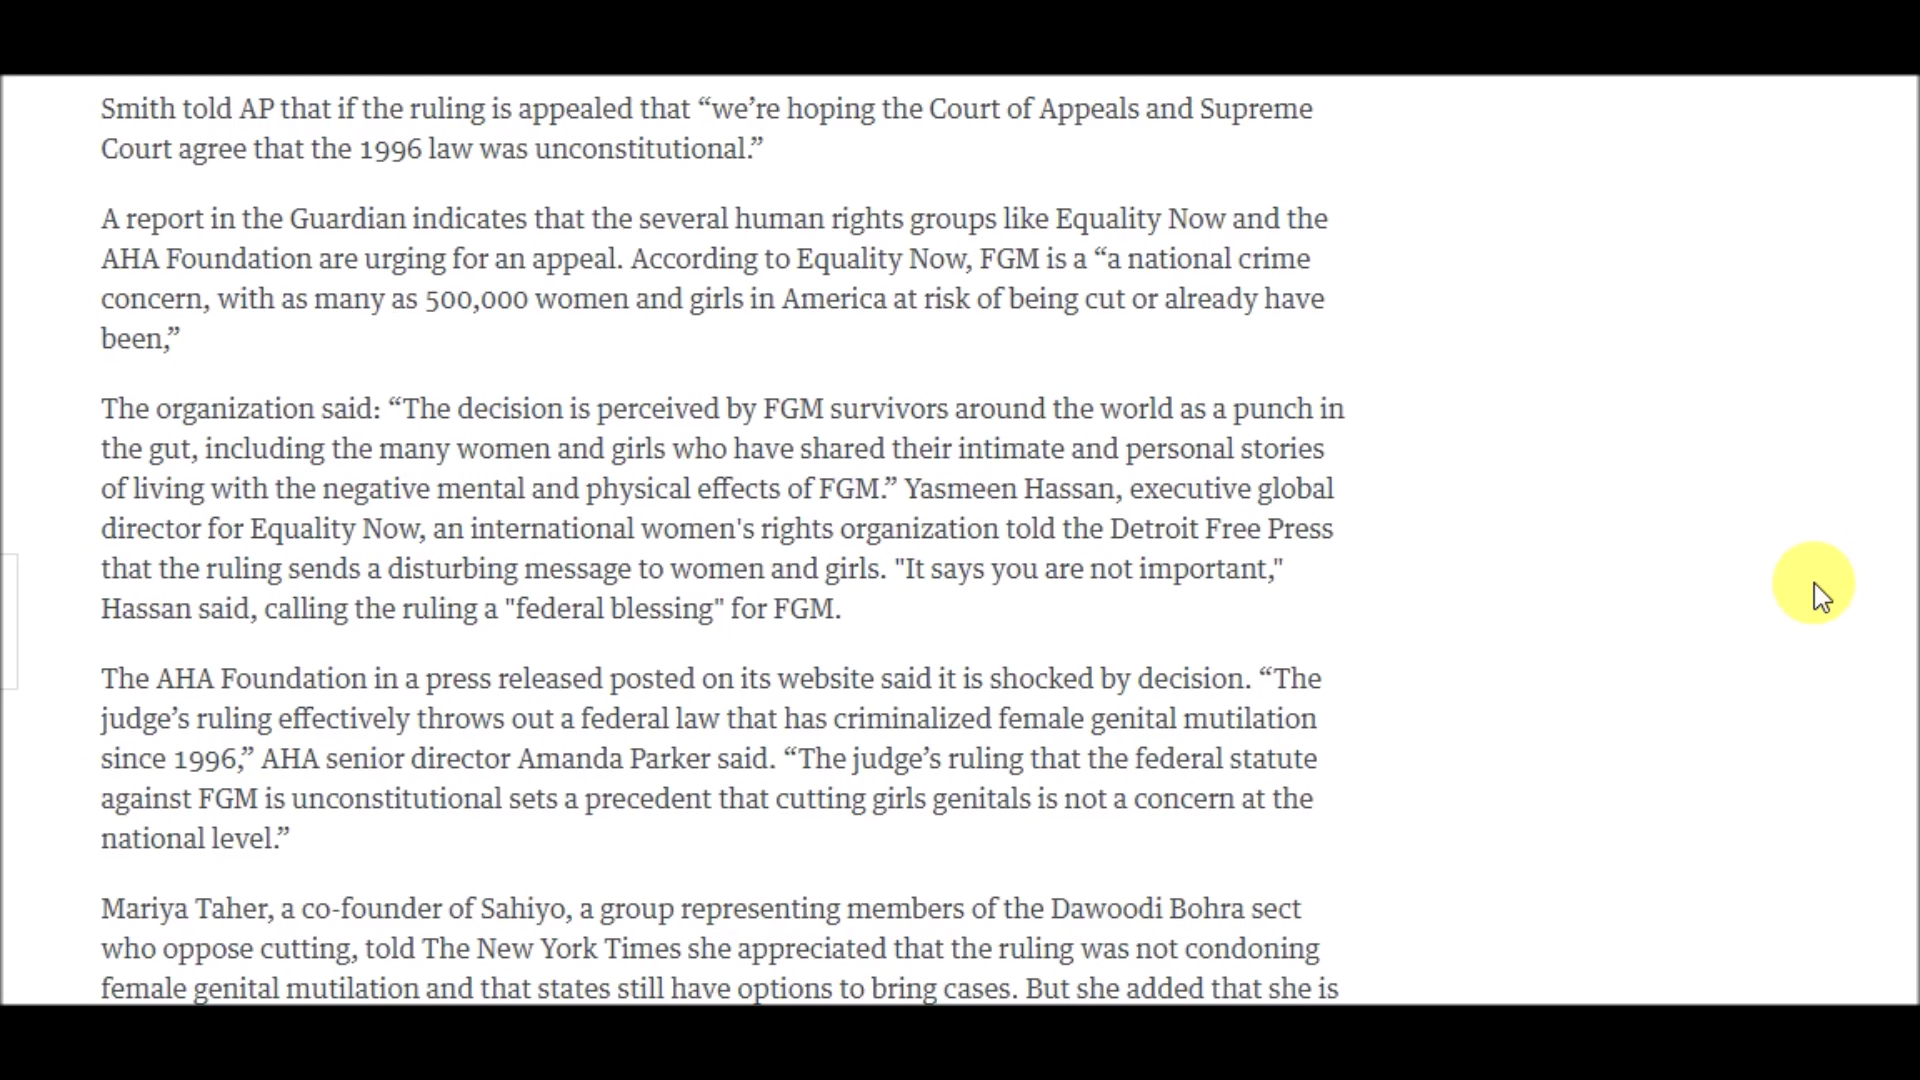 Smith told AP that if the ruling is appealed that “we’re hoping the Court of Appeals and Supreme
Court agree that the 1996 law was unconstitutional.”
A report in the Guardian indicates that the several human rights groups like Equality Now and the
AHA Foundation are urging for an appeal. According to Equality Now, FGM is a “a national crime
concern, with as many as 500,000 women and girls in America at risk of being cut or already have
been,”
The organization said: “The decision is perceived by FGM survivors around the world as a punch in
the gut, including the many women and girls who have shared their intimate and personal stories
of living with the negative mental and physical effects of FGM.” Yasmeen Hassan, executive global
director for Equality Now, an international women's rights organization told the Detroit Free Press
that the ruling sends a disturbing message to women and girls. "It says you are not important,"
Hassan said, calling the ruling a "federal blessing" for FGM.
The AHA Foundation in a press released posted on its website said it is shocked by decision. “The
judge’s ruling effectively throws out a federal law that has criminalized female genital mutilation
since 1996,” AHA senior director Amanda Parker said. “The judge’s ruling that the federal statute
against FGM is unconstitutional sets a precedent that cutting girls genitals is not a concern at the
national level.”
Mariya Taher, a co-founder of Sahiyo, a group representing members of the Dawoodi Bohra sect
who oppose cutting, told The New York Times she appreciated that the ruling was not condoning
female genital mutilation and that states still have options to bring cases. But she added that she is